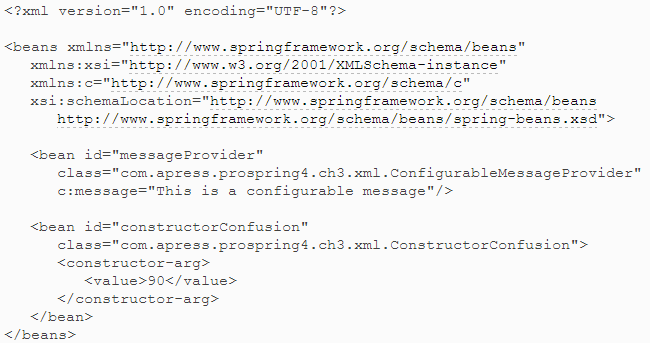 <?xml version="1.0" encoding="UTF-8"?>
<beans xmlns="http://www.springframework.org/schema/beans"
xmlns:xsi="http://www.w3.org/2001/XMLSchema-instance"
xmlns:c="http://www.springframework.org/schema/c"
xsi:schemaLocation="http://www.springframework.org/schema/beans
http://www.springframework.org/schema/beans/spring-beans.xsd">
<bean id="messageProvider"
class="com.apress.prospring4.ch3.xml.ConfigurableMessageProvider"
c:message="This is a configurable message"/>
<bean id="constructorConfusion"
class="com.apress.prospring4.ch3.xml.ConstructorConfusion">
<constructor-arg>
<value>90</value>
</constructor-arg>
</bean>
</beans>